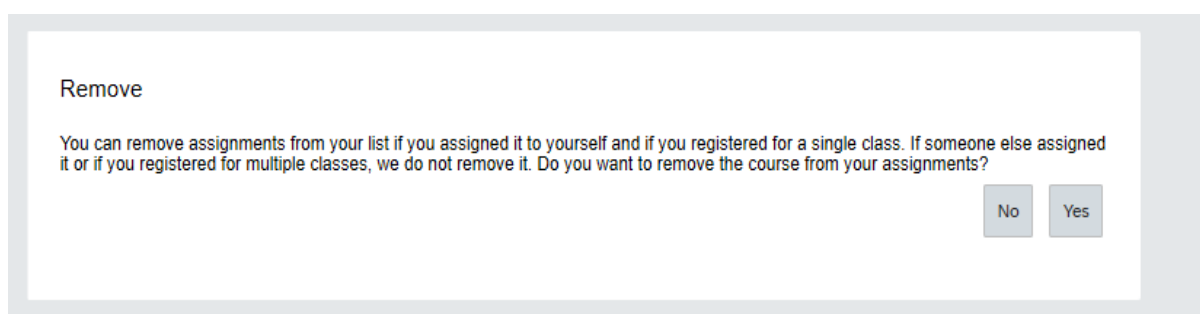 Remove
You can remove assignments from your list if you assigned it to yourself and if you registered for a single class. If someone else assigned
it or if you registered for multiple classes, we do not remove it. Do you want to remove the course from your assignments?
No Yes